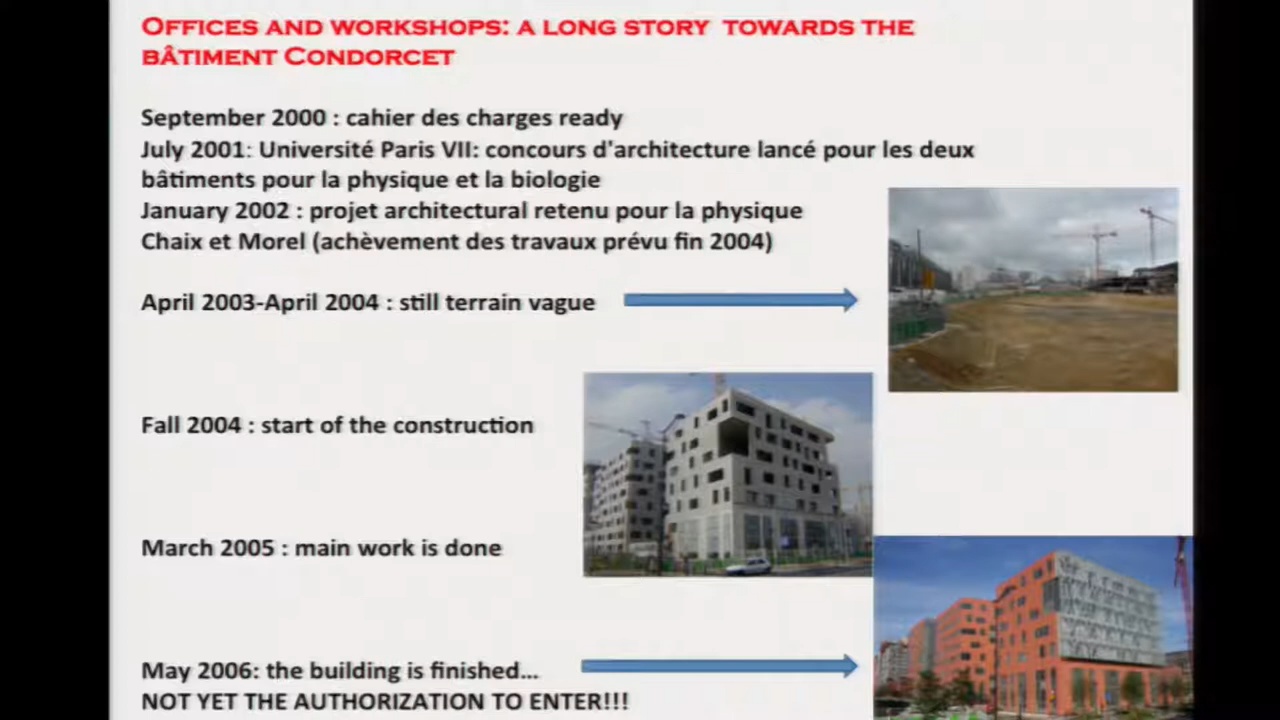 OFFICES AND WORKSHOPS: A LONG STORY TOWARDS THE
BÂTIMENT CONDORCET
September 2000 : cahier des charges ready
July 2001: Université Paris VII: concours d'architecture lancé pour les deux
bâtiments pour la physique et la biologie
January 2002 : projet architectural retenu pour la physique
Chaix et Morel (achèvement des travaux prévu fin 2004)
April 2003-April 2004 : still terrain vague
Fall 2004 : start of the construction
March 2005 : main work is done
May 2006: the building is finished...
NOT YET THE AUTHORIZATION TO ENTER!!!